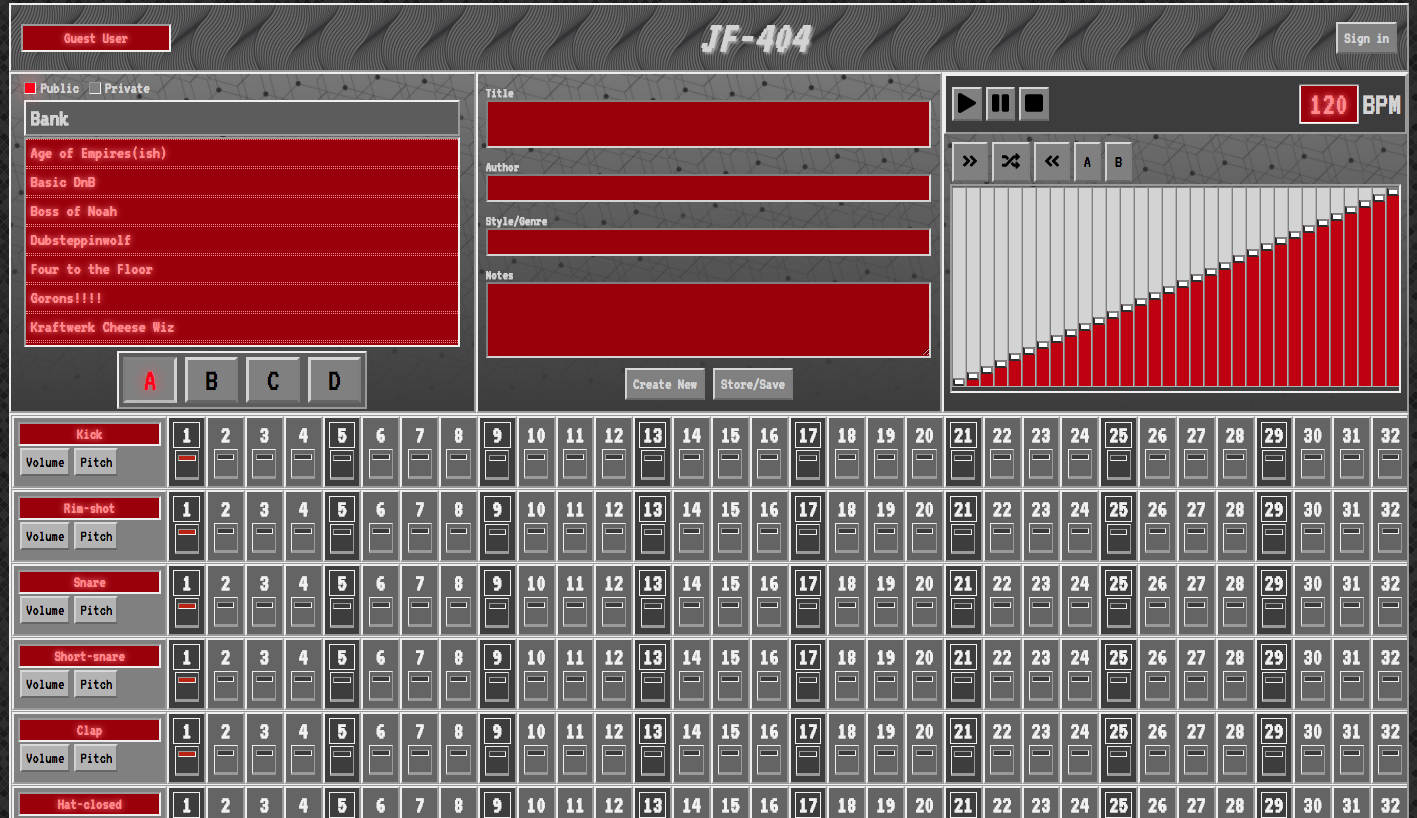 Guest User
JF-404
Sign in
Public Private
Bank
Age of Empires(ish)
Basic DnB
Boss of Noah
Dubsteppinwolf
Four to the Floor
Gorons!!!!
Kraftwerk Cheese Wiz
A B C D
Title
Author
Style/Genre
Notes
Create New Store/Save
120 BPM
A B
Kick
Volume Pitch
1 2 3 4 5 6 7 8 9 10 11 12 13 14 15 16 17 18 19 20 21 22 23 24 25 26 27 28 29 30 31 32
Rim-shot
Volume Pitch
1 2 3 4 5 6 7 8 9 10 11 12 13 14 15 16 17 18 19 20 21 22 23 24 25 26 27 28 29 30 31 32
Snare
Volume Pitch
1 2 3 4 5 6 7 8 9 10 11 12 13 14 15 16 17 18 19 20 21 22 23 24 25 26 27 28 29 30 31 32
Short-snare
Volume Pitch
1 2 3 4 5 6 7 8 9 10 11 12 13 14 15 16 17 18 19 20 21 22 23 24 25 26 27 28 29 30 31 32
Clap
Volume Pitch
1 2 3 4 5 6 7 8 9 10 11 12 13 14 15 16 17 18 19 20 21 22 23 24 25 26 27 28 29 30 31 32
Hat-closed
1 2 3 4 5 6 7 8 9 10 11 12 13 14 15 16 17 18 19 20 21 22 23 24 25 26 27 28 29 30 31 32